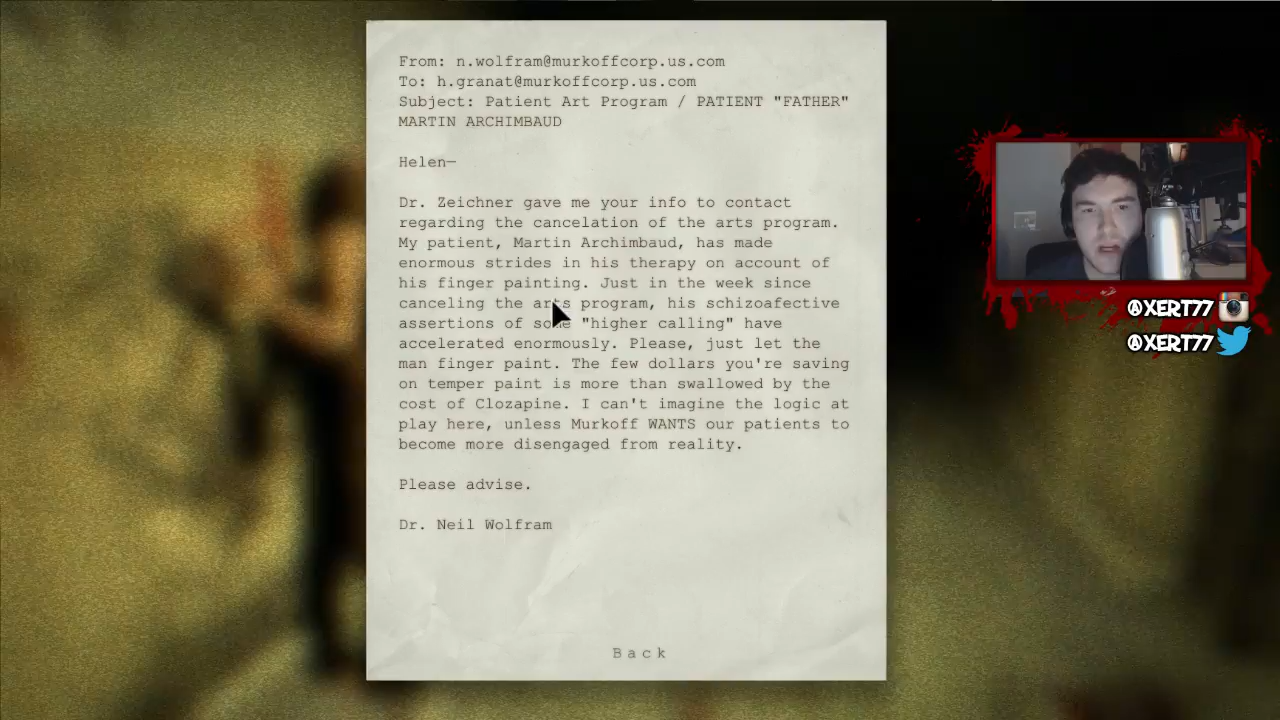 From: n.wolfram@murkoffcorp.us.com
To: h.granat@murkoffcorp.us.com
Subject: Patient Art Program / PATIENT "FATHER"
MARTIN ARCHIMBAUD
Helen—
Dr. Zeichner gave me your info to contact
regarding the cancelation of the arts program.
My patient, Martin Archimbaud, has made
enormous strides in his therapy on account of
his finger painting. Just in the week since
canceling the arts program, his schizoafective
assertions of some "higher calling" have
accelerated enormously. Please, just let the
man finger paint. The few dollars you're saving
on temper paint is more than swallowed by the
cost of Clozapine. I can't imagine the logic at
play here, unless Murkoff WANTS our patients to
become more disengaged from reality.
Please advise.
Dr. Neil Wolfram
Back
@XERT77
@XERT77